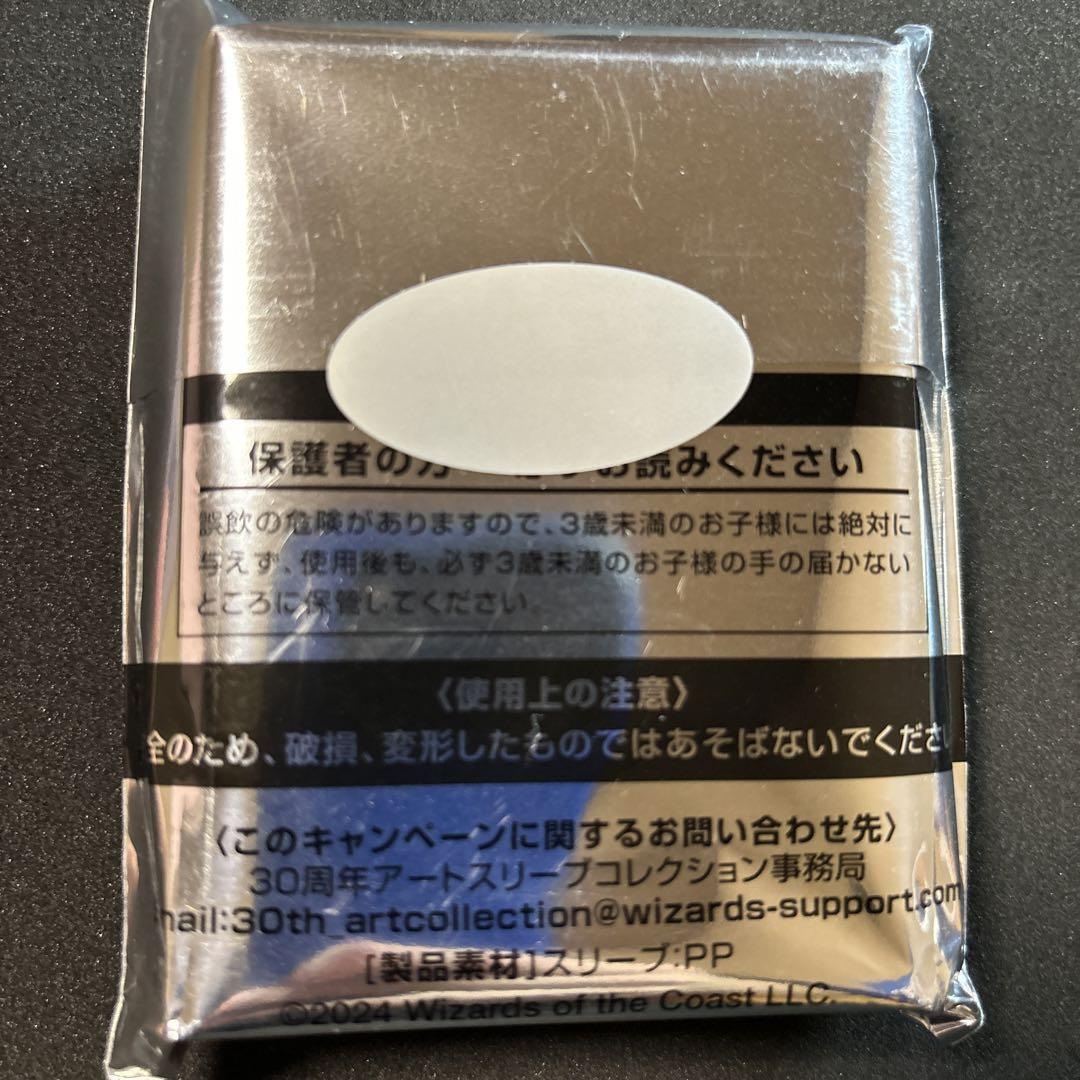 保護者の方 お読みください
誤飲の危険がありますので、3歳未満のお子様には絶対に
与えず、使用後も、必ず3歳未満のお子様の手の届かない
ところに保管してください。
〈使用上の注意〉
全のため、破損、変形したものではあそばないでくださ
〈このキャンペーンに関するお問い合わせ先〉
30周年アートスリーブコレクション事務局
mail:30th_artcollection@wizards-support.com
[製品素材]スリーブ:PP
©2024 Wizards of the Coast LLC.